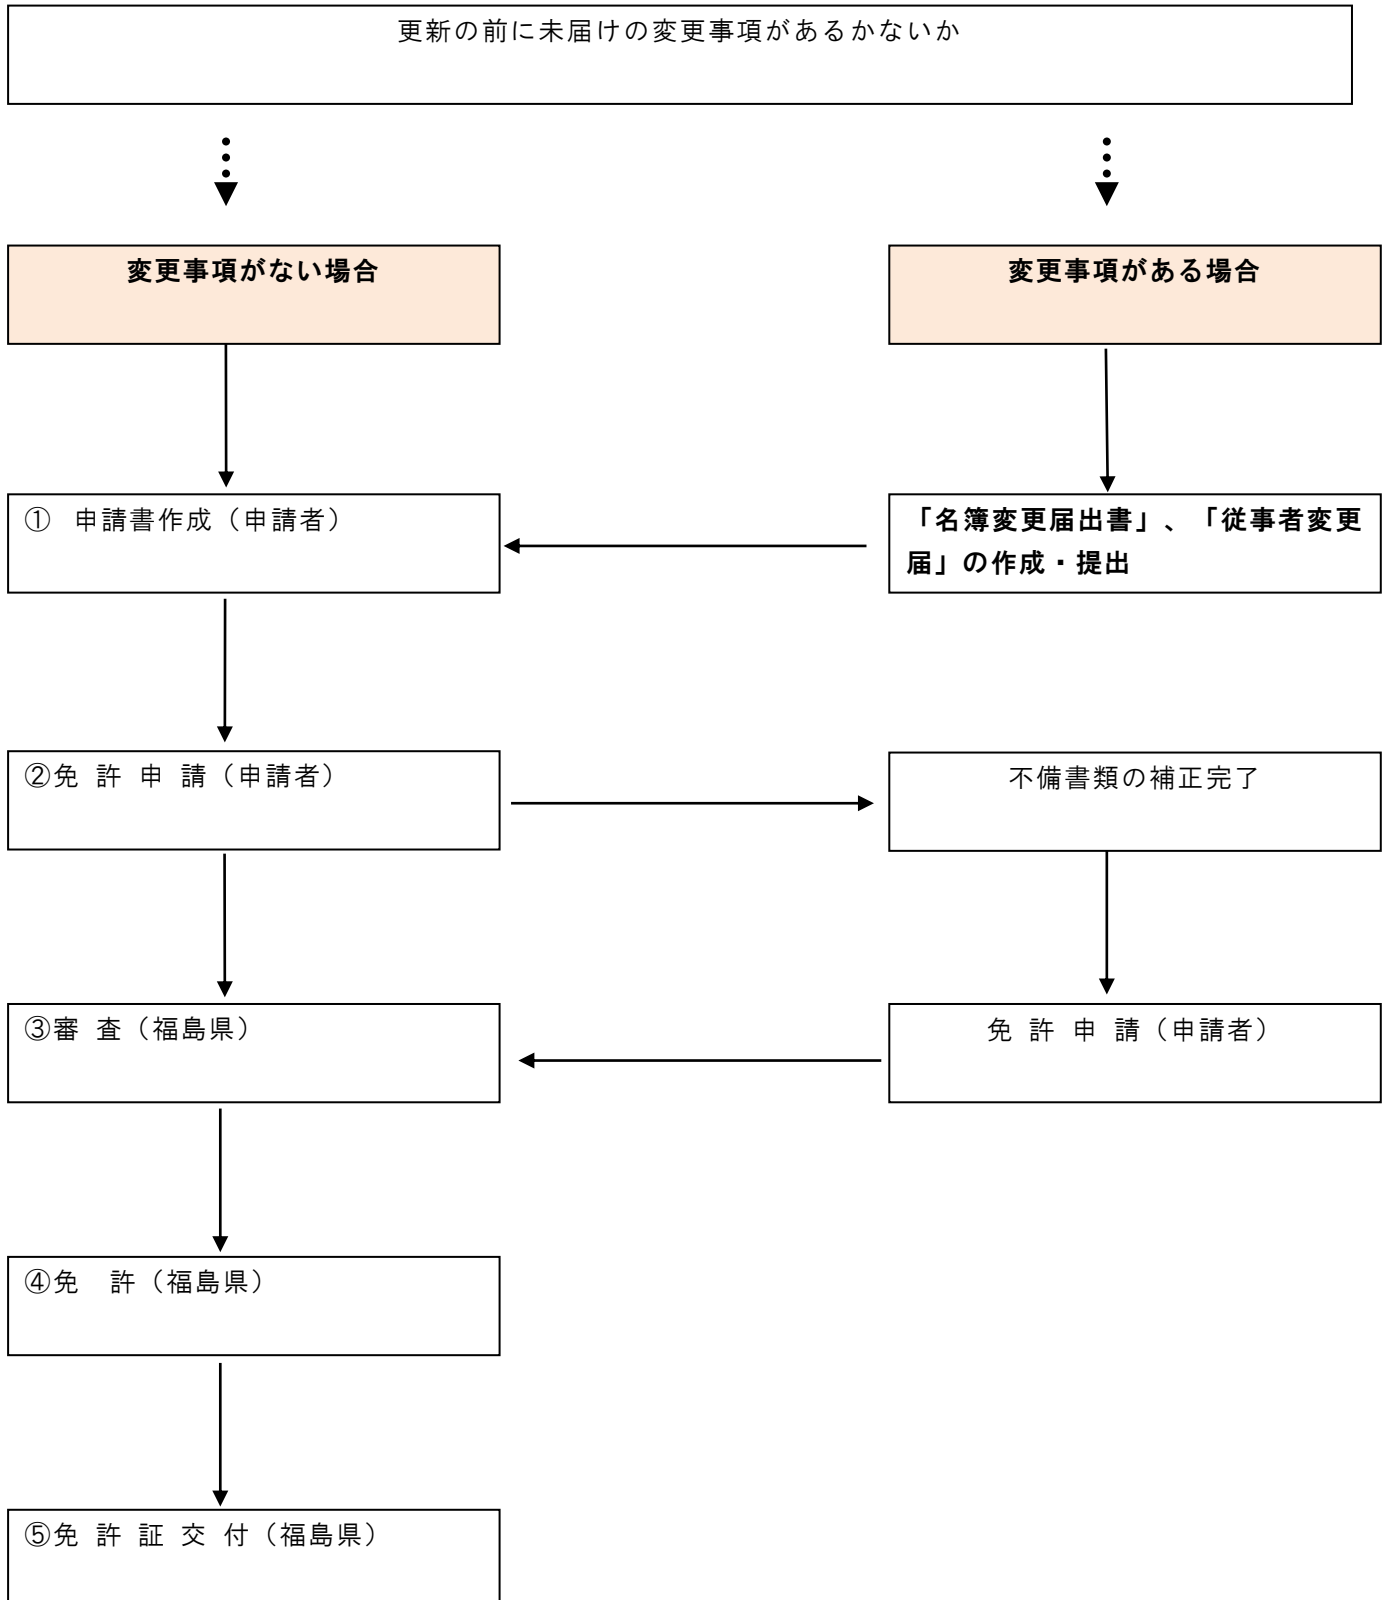 更新の前に未届けの変更事項があるかないか
変更事項がない場合
変更事項がある場合
① 申請書作成（申請者）
「名簿変更届出書」、「従事者変更
届」の作成・提出
②免 許 申 請（申請者）
不備書類の補正完了
③審 査（福島県）
免 許 申 請（申請者）
④免　許（福島県）
⑤免 許 証 交 付（福島県）